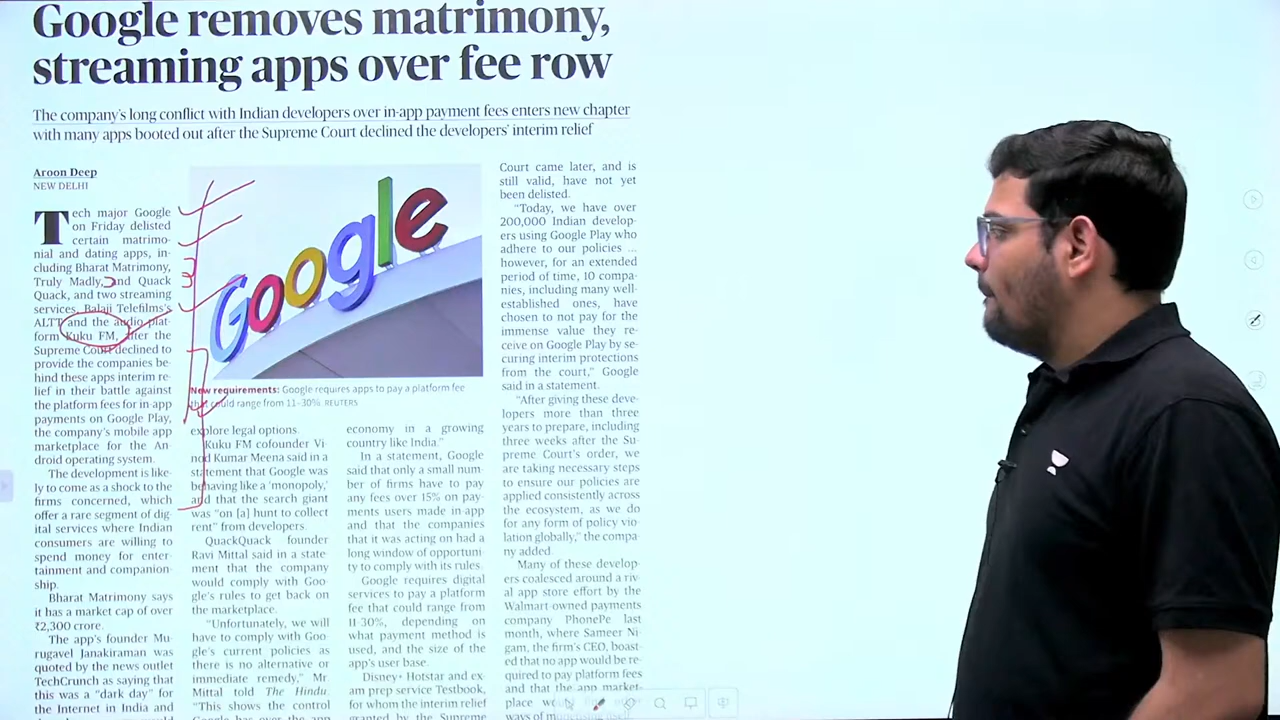 Google removes matrimony,
streaming apps over fee row
The company's long conflict with Indian developers over in-app payment fees enters new chapter
with many apps booted out after the Supreme Court declined the developers' interim relief
Aroon Deep
NEW DELHI
Tech major Google
on Friday delisted
certain matrimo-
nial and dating apps, in-
cluding Bharat Matrimony,
Truly Madly, and Quack
Quack, and two streaming
services, Balaji Telefilms's
ALTT and the audio plat-
form Kuku FM, after the
Supreme Court declined to
provide the companies be-
hind these apps interim re-
lief in their battle against
the platform fees for in-app
payments on Google Play,
the company's mobile app
marketplace for the An-
droid operating system.
The development is like-
ly to come as a shock to the
firms concerned, which
offer a rare segment of dig-
ital services where Indian
consumers are willing to
spend money for enter-
tainment and companion-
ship.
Bharat Matrimony says
it has a market cap of over
₹2,300 crore.
The app's founder Mu-
rugavel Janakiraman was
quoted by the news outlet
TechCrunch as saying that
this was a "dark day" for
the Internet in India and
Google
New requirements: Google requires apps to pay a platform fee
that could range from 11-30%. REUTERS
explore legal options.
Kuku FM cofounder Vi-
nod Kumar Meena said in a
statement that Google was
behaving like a 'monopoly,'
and that the search giant
was "on [a] hunt to collect
rent" from developers.
QuackQuack founder
Ravi Mittal said in a state-
ment that the company
would comply with Goo-
gle's rules to get back on
the marketplace.
"Unfortunately, we will
have to comply with Goo-
gle's current policies as
there is no alternative or
immediate remedy," Mr.
Mittal told The Hindu.
"This shows the control
Google has over the app
economy in a growing
country like India."
In a statement, Google
said that only a small num-
ber of firms have to pay
any fees over 15% on pay-
ments users made in-app
and that the companies
that it was acting on had a
long window of opportuni-
ty to comply with its rules.
Google requires digital
services to pay a platform
fee that could range from
11-30%, depending on
what payment method is
used, and the size of the
app's user base.
Disney+ Hotstar and ex-
am prep service Testbook,
for whom the interim relief
granted by the Supreme
Court came later, and is
still valid, have not yet
been delisted.
"Today, we have over
200,000 Indian develop-
ers using Google Play who
adhere to our policies ...
however, for an extended
period of time, 10 compa-
nies, including many well-
established ones, have
chosen to not pay for the
immense value they re-
ceive on Google Play by se-
curing interim protections
from the court," Google
said in a statement.
"After giving these deve-
lopers more than three
years to prepare, including
three weeks after the Su-
preme Court's order, we
are taking necessary steps
to ensure our policies are
applied consistently across
the ecosystem, as we do
for any form of policy vio-
lation globally," the compa-
ny added.
Many of these develop-
ers coalesced around a riv-
al app store effort by the
Walmart-owned payments
company PhonePe last
month, where Sameer Ni-
gam, the firm's CEO, boast-
ed that no app would be re-
quired to pay platform fees
and that the app market-
place
ways of